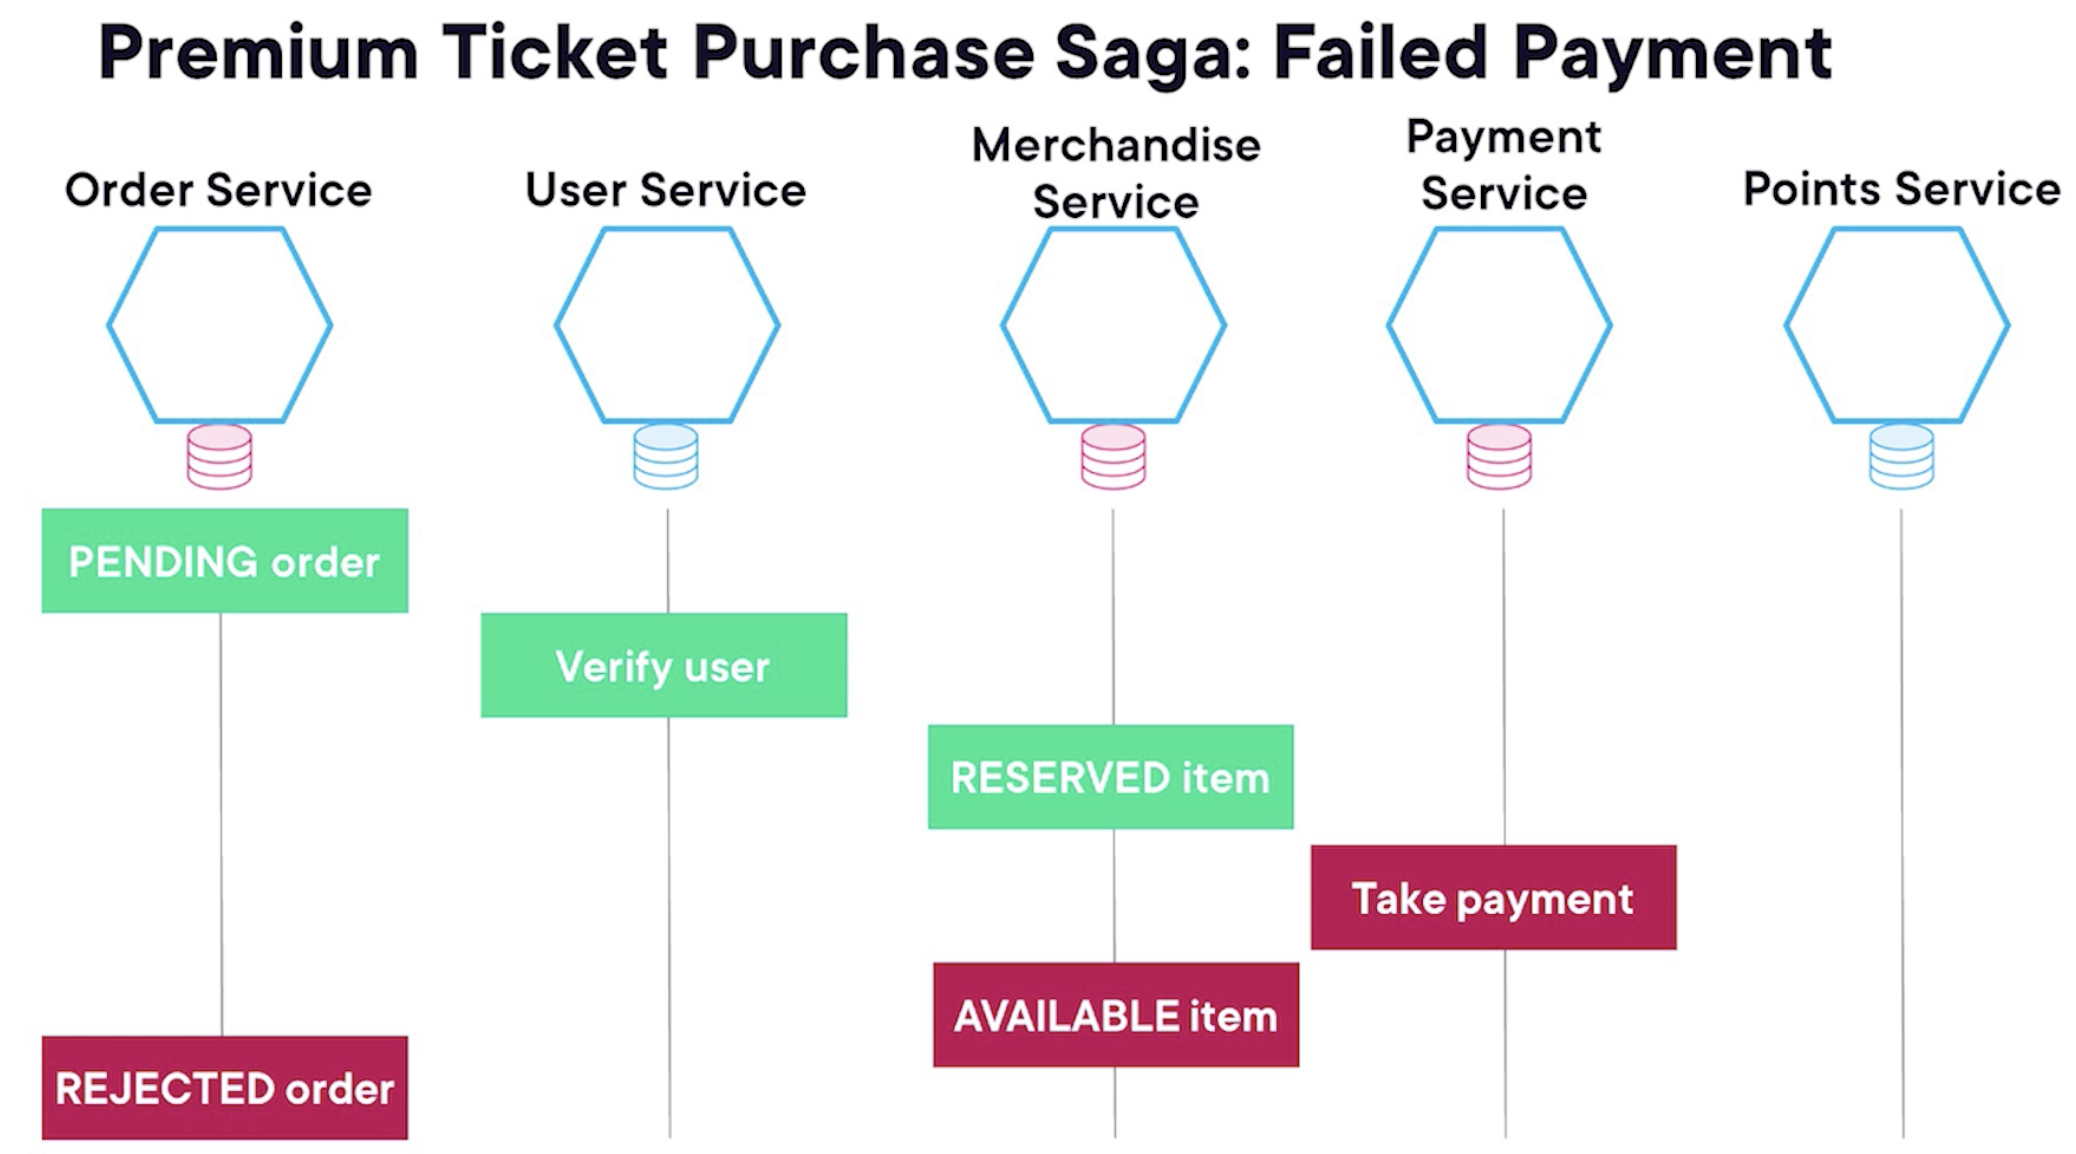 Premium Ticket Purchase Saga: Failed Payment
Order Service
User Service
Merchandise
Service
Payment
Service
Points Service
PENDING order
Verify user
RESERVED item
Take payment
AVAILABLE item
REJECTED order